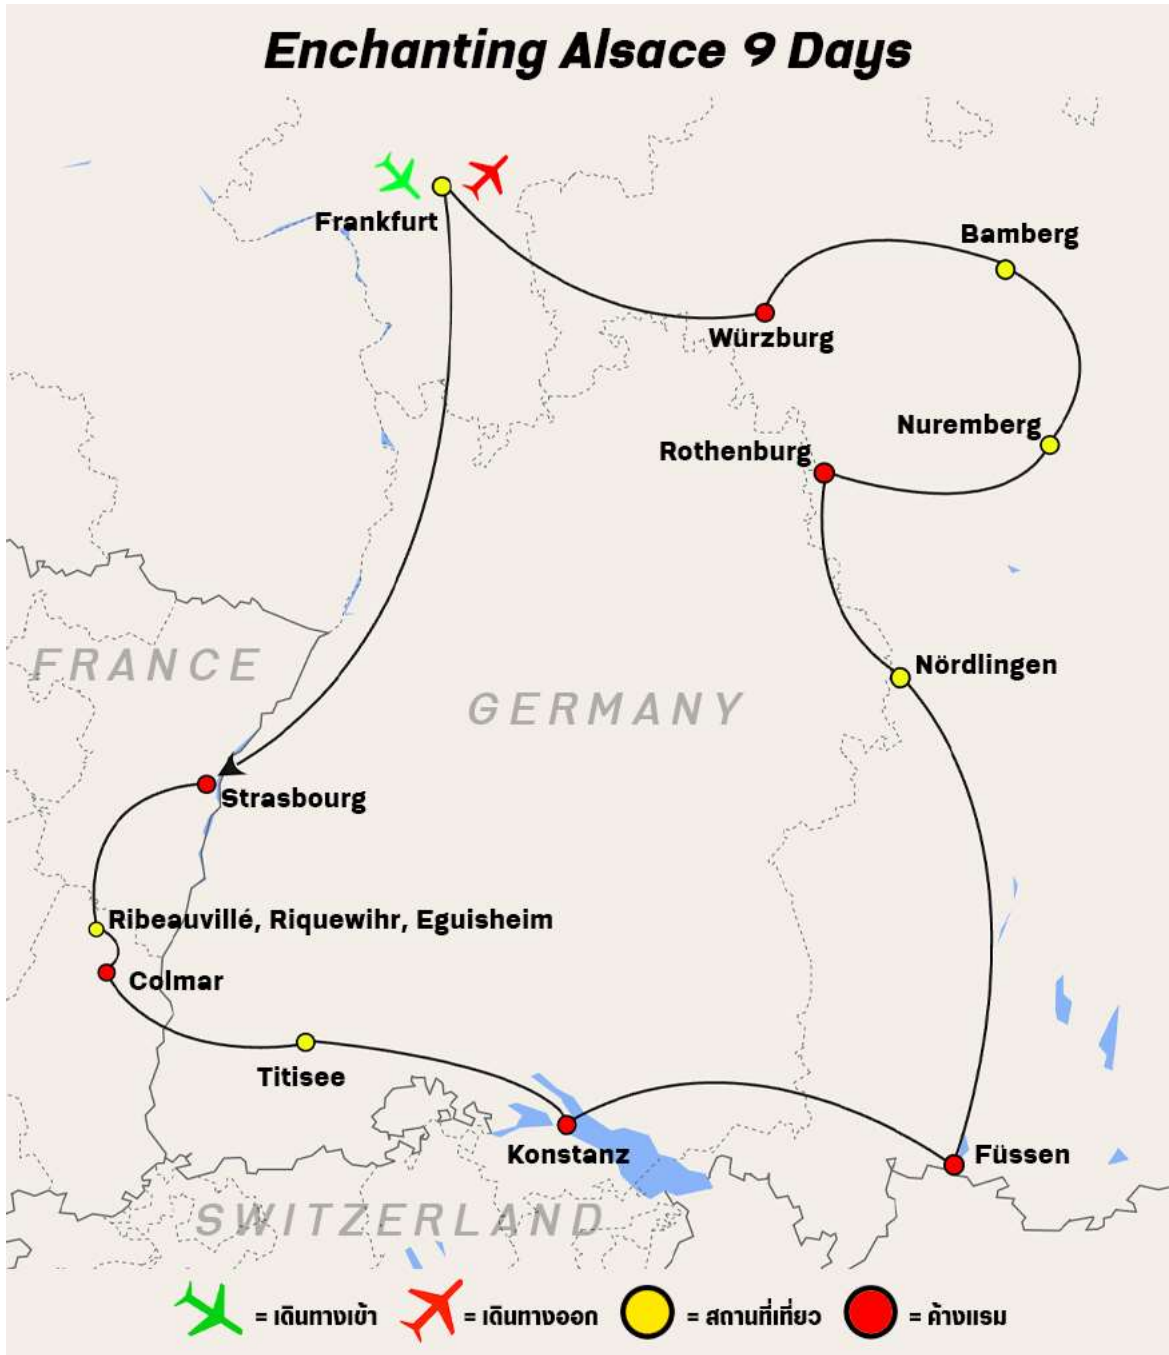 Enchanting Alsace 9 Days
Frankfurt
Bamberg
Würzburg
Nuremberg
Rothenburg
FRANCE
Nördlingen
GERMANY
Strasbourg
Ribeauvillé, Riquewihr, Eguisheim
Colmar
Titisee
Konstanz
Füssen
SWITZERLAND
= เดินทางเข้า = เดินทางออก = สถานที่เที่ยว = ค้างแรม